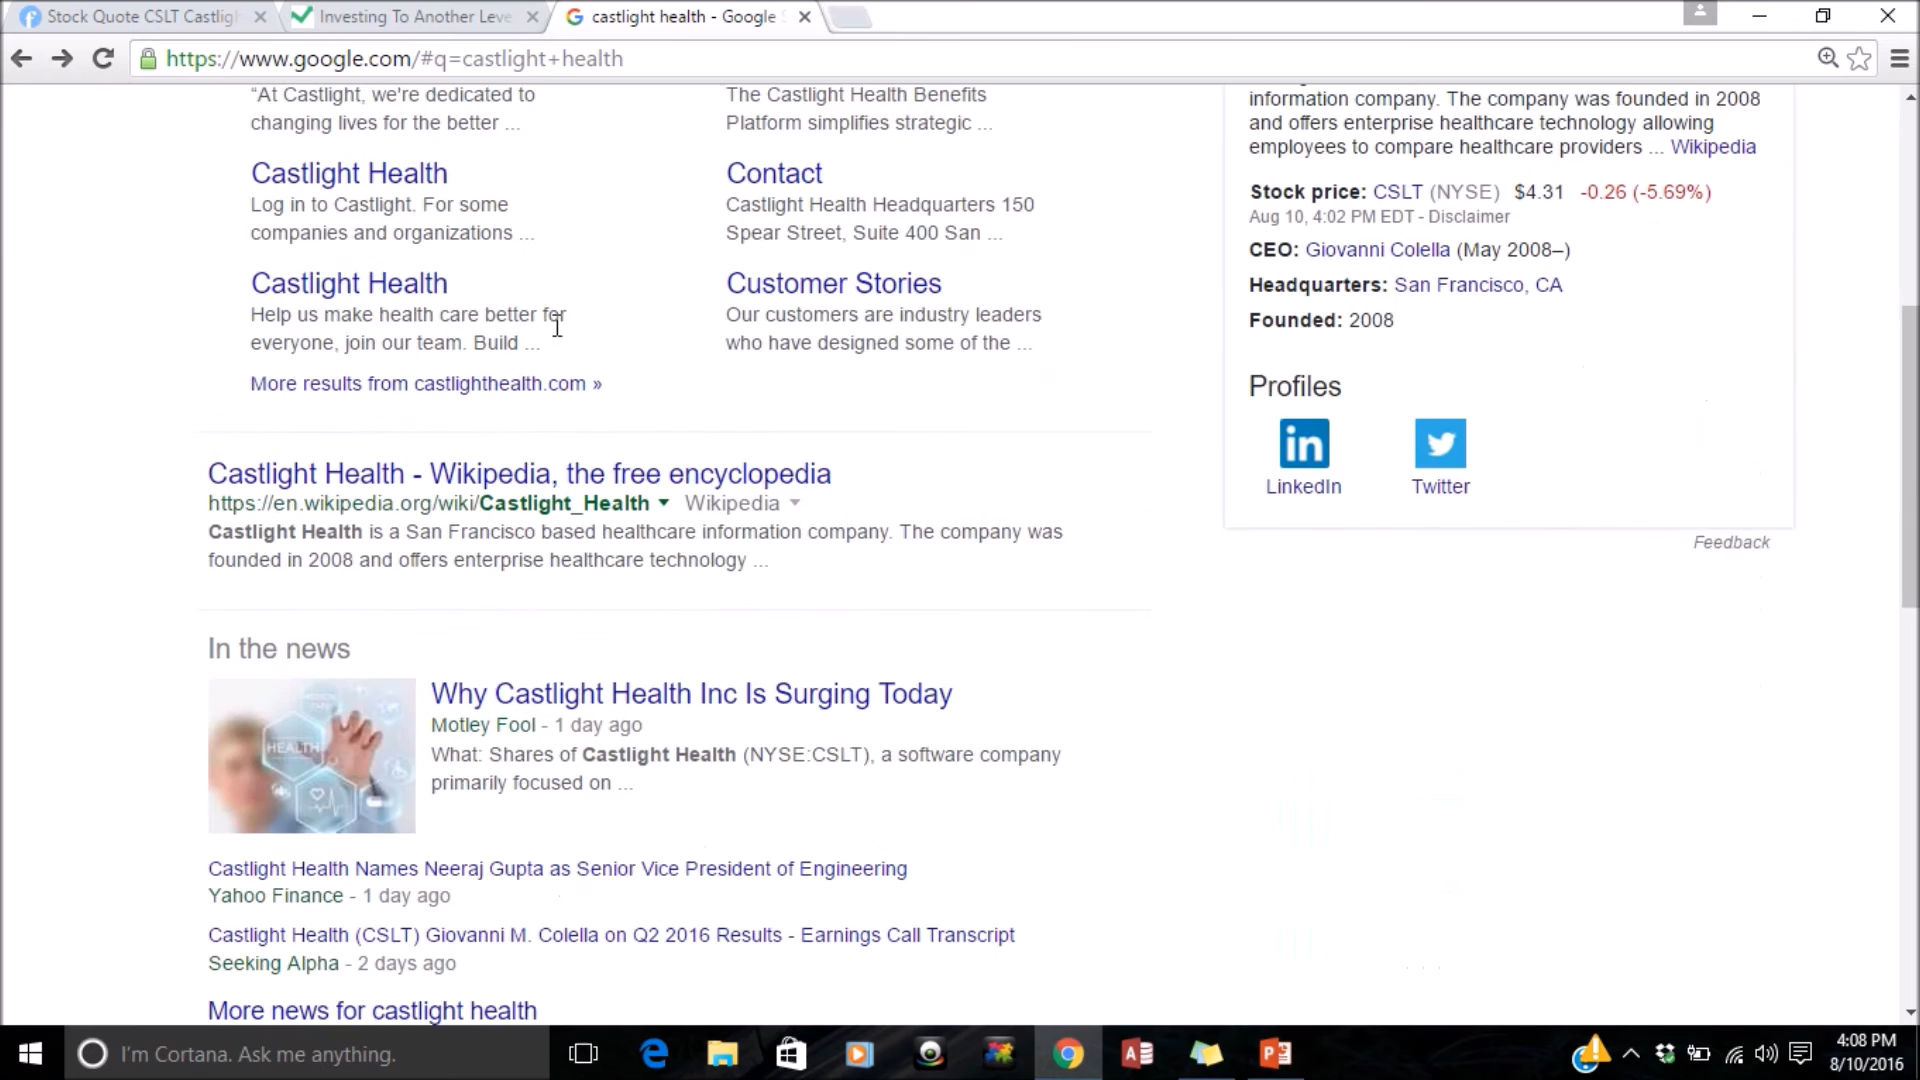 Stock Quote CSLT Castligh
Investing To Another Leve
castlight health - Google S
https://www.google.com/#q=castlight+health
"At Castlight, we're dedicated to
changing lives for the better ...
The Castlight Health Benefits
Platform simplifies strategic ...
Castlight Health
Log in to Castlight. For some
companies and organizations ...
Contact
Castlight Health Headquarters 150
Spear Street, Suite 400 San ...
Castlight Health
Help us make health care better for
everyone, join our team. Build ...
Customer Stories
Our customers are industry leaders
who have designed some of the ...
More results from castlighthealth.com »
Castlight Health - Wikipedia, the free encyclopedia
https://en.wikipedia.org/wiki/Castlight_Health Wikipedia
Castlight Health is a San Francisco based healthcare information company. The company was
founded in 2008 and offers enterprise healthcare technology ...
In the news
HEALTH
Why Castlight Health Inc Is Surging Today
Motley Fool - 1 day ago
What: Shares of Castlight Health (NYSE:CSLT), a software company
primarily focused on ...
Castlight Health Names Neeraj Gupta as Senior Vice President of Engineering
Yahoo Finance - 1 day ago
Castlight Health (CSLT) Giovanni M. Colella on Q2 2016 Results - Earnings Call Transcript
Seeking Alpha - 2 days ago
More news for castlight health
information company. The company was founded in 2008
and offers enterprise healthcare technology allowing
employees to compare healthcare providers ... Wikipedia
Stock price: CSLT (NYSE) $4.31 -0.26 (-5.69%)
Aug 10, 4:02 PM EDT - Disclaimer
CEO: Giovanni Colella (May 2008–)
Headquarters: San Francisco, CA
Founded: 2008
Profiles
in
LinkedIn
Twitter
Feedback
I'm Cortana. Ask me anything.
4:08 PM
8/10/2016